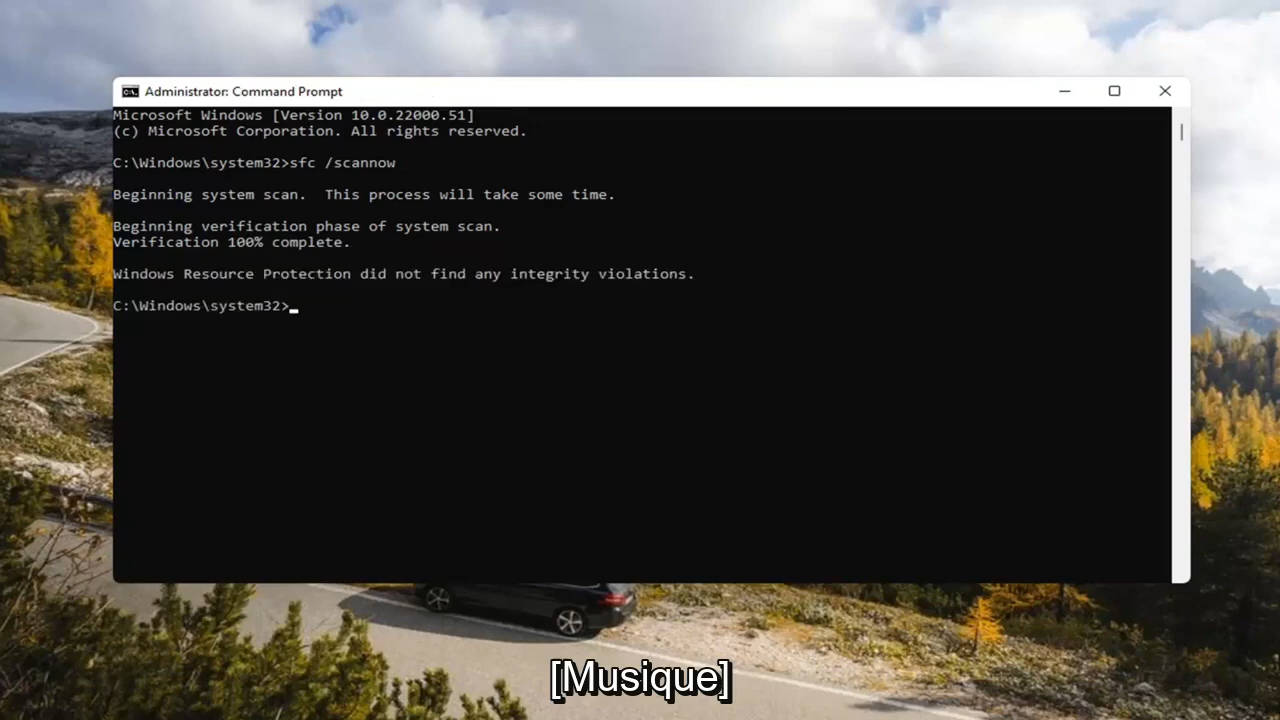 Administrator: Command Prompt
Microsoft Windows [Version 10.0.22000.51]
(c) Microsoft Corporation. All rights reserved.
C:\Windows\system32>sfc /scannow
Beginning system scan.  This process will take some time.
Beginning verification phase of system scan.
Verification 100% complete.
Windows Resource Protection did not find any integrity violations.
C:\Windows\system32>
[Musique]